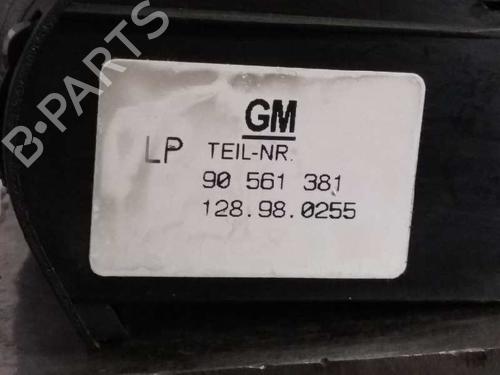 B-PARTS
GM
LP TEIL-NR.
90 561 381
128.98.0255